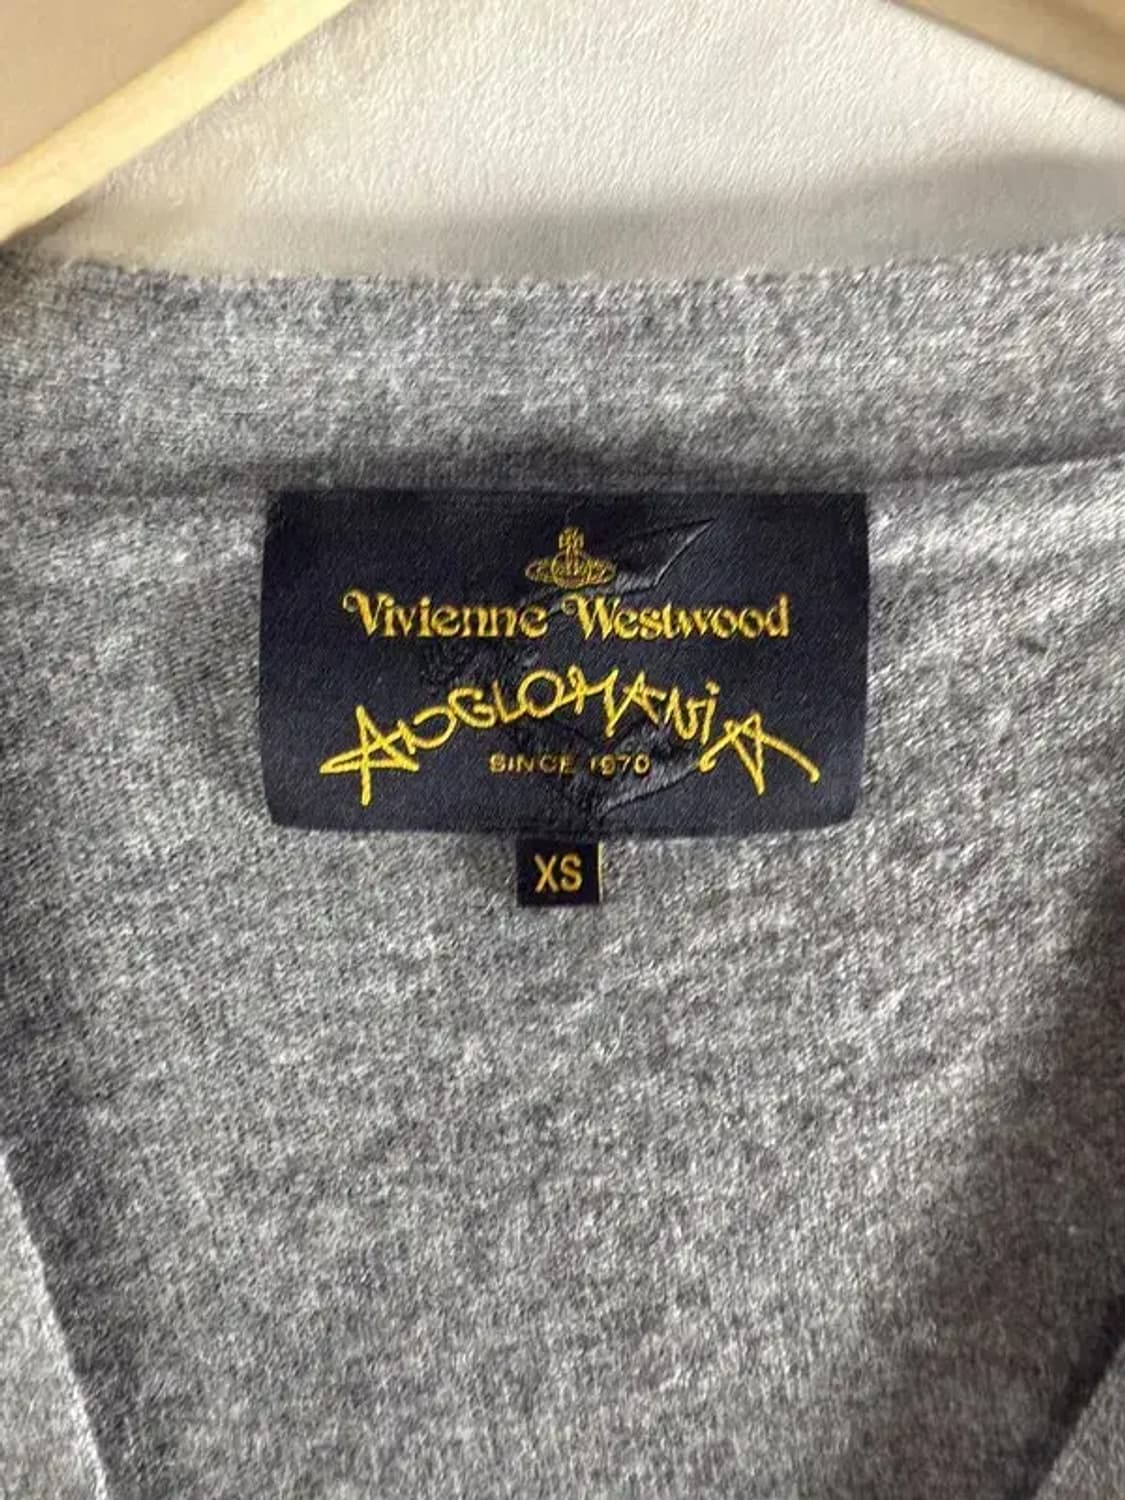 Vivienne Westwood
ANGLOMANIA
SINCE 1970
XS